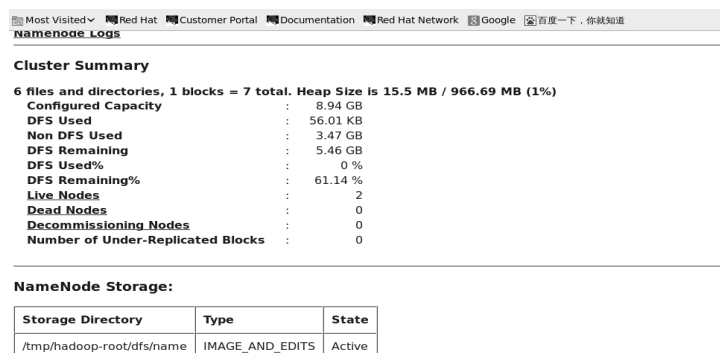 Most Visited Red Hat Customer Portal Documentation Red Hat Network Google 百度一下，你就知道
Namenode Logs
Cluster Summary
6 files and directories, 1 blocks = 7 total. Heap Size is 15.5 MB / 966.69 MB (1%)
Configured Capacity : 8.94 GB
DFS Used : 56.01 KB
Non DFS Used : 3.47 GB
DFS Remaining : 5.46 GB
DFS Used% : 0 %
DFS Remaining% : 61.14 %
Live Nodes : 2
Dead Nodes : 0
Decommissioning Nodes : 0
Number of Under-Replicated Blocks : 0
NameNode Storage:
Storage Directory Type State
/tmp/hadoop-root/dfs/name IMAGE_AND_EDITS Active